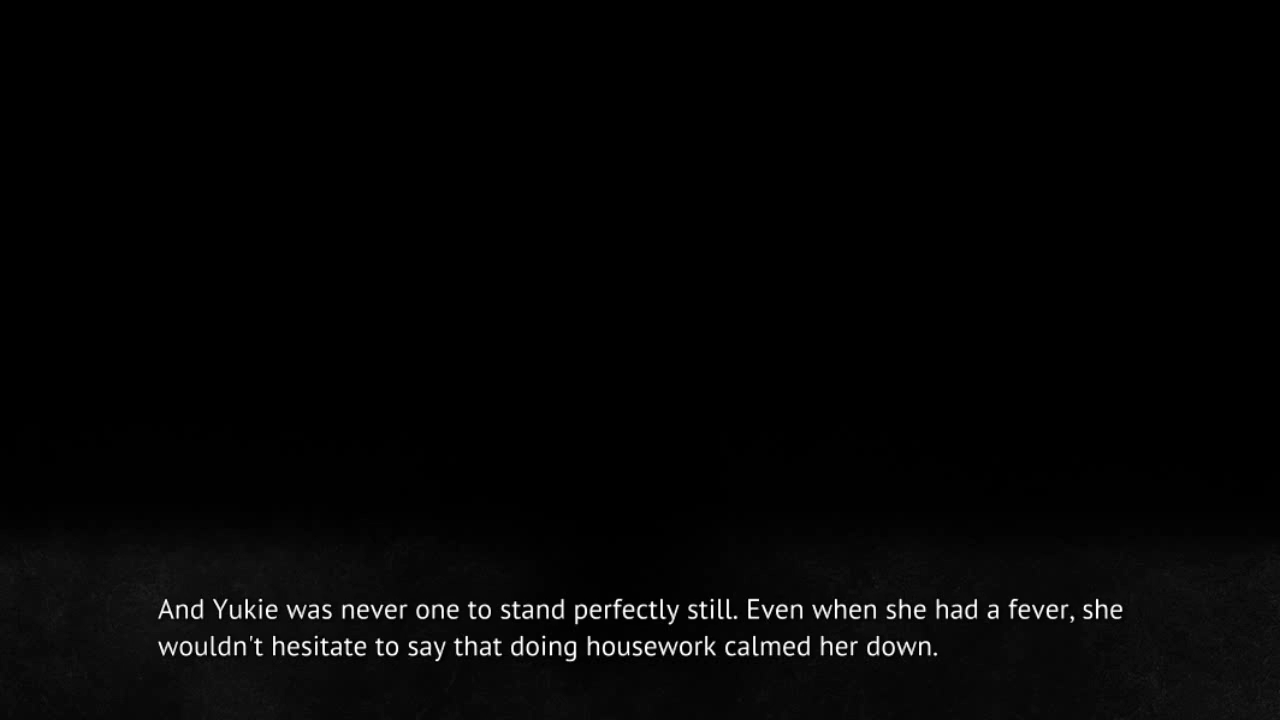 And Yukie was never one to stand perfectly still. Even when she had a fever, she
wouldn't hesitate to say that doing housework calmed her down.